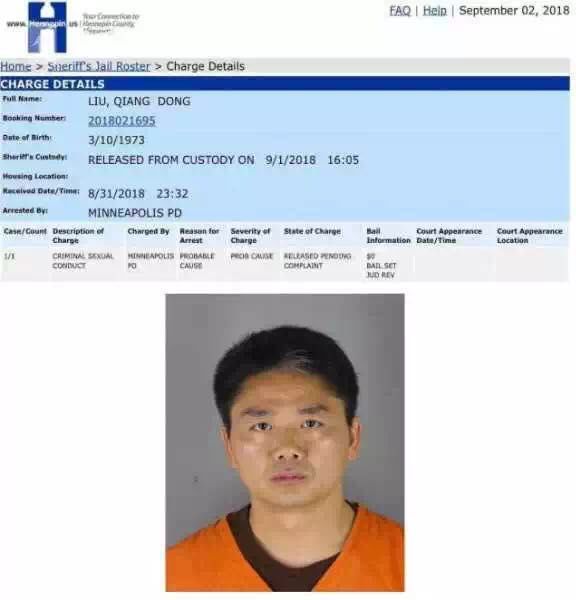 FAQ | Help | September 02, 2018
www.Hennepin.us
Your Connection to
Hennepin County
Home > Sheriff's Jail Roster > Charge Details
CHARGE DETAILS
Full Name: LIU, QIANG DONG
Booking Number: 2018021695
Date of Birth: 3/10/1973
Sheriff's Custody: RELEASED FROM CUSTODY ON 9/1/2018 16:05
Housing Location:
Received Date/Time: 8/31/2018 23:32
Arrested By: MINNEAPOLIS PD
Case/Count Description of Charge Charged By Reason for Arrest Severity of Charge State of Charge Bail Information Court Appearance Date/Time Court Appearance Location
1/1 CRIMINAL SEXUAL CONDUCT MINNEAPOLIS PD PROBABLE CAUSE PROB CAUSE RELEASED PENDING COMPLAINT $0 BAIL SET JUD REV